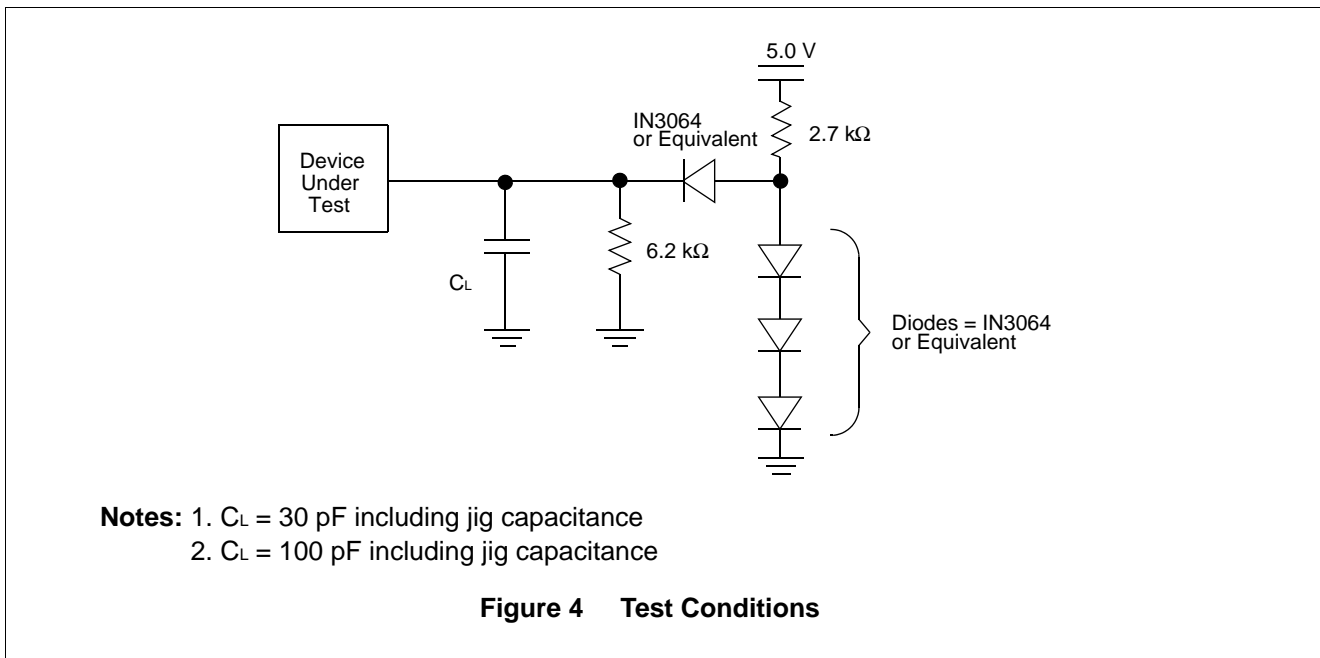 5.0 V
IN3064
or Equivalent
2.7 kΩ
Device
Under
Test
6.2 kΩ
CL
Diodes = IN3064
or Equivalent
Notes: 1. CL = 30 pF including jig capacitance
2. CL = 100 pF including jig capacitance
Figure 4 Test Conditions